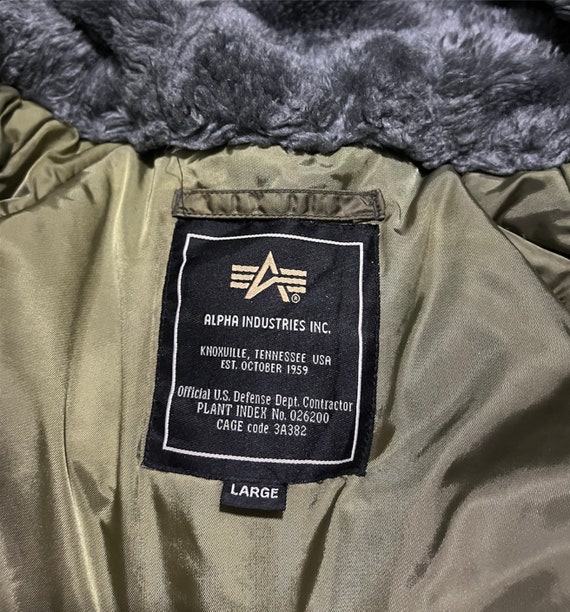 ®
ALPHA INDUSTRIES INC.
KNOXVILLE, TENNESSEE USA
EST. OCTOBER 1959
Official U.S. Defense Dept. Contractor
PLANT INDEX No. 026200
CAGE code 3A382
LARGE